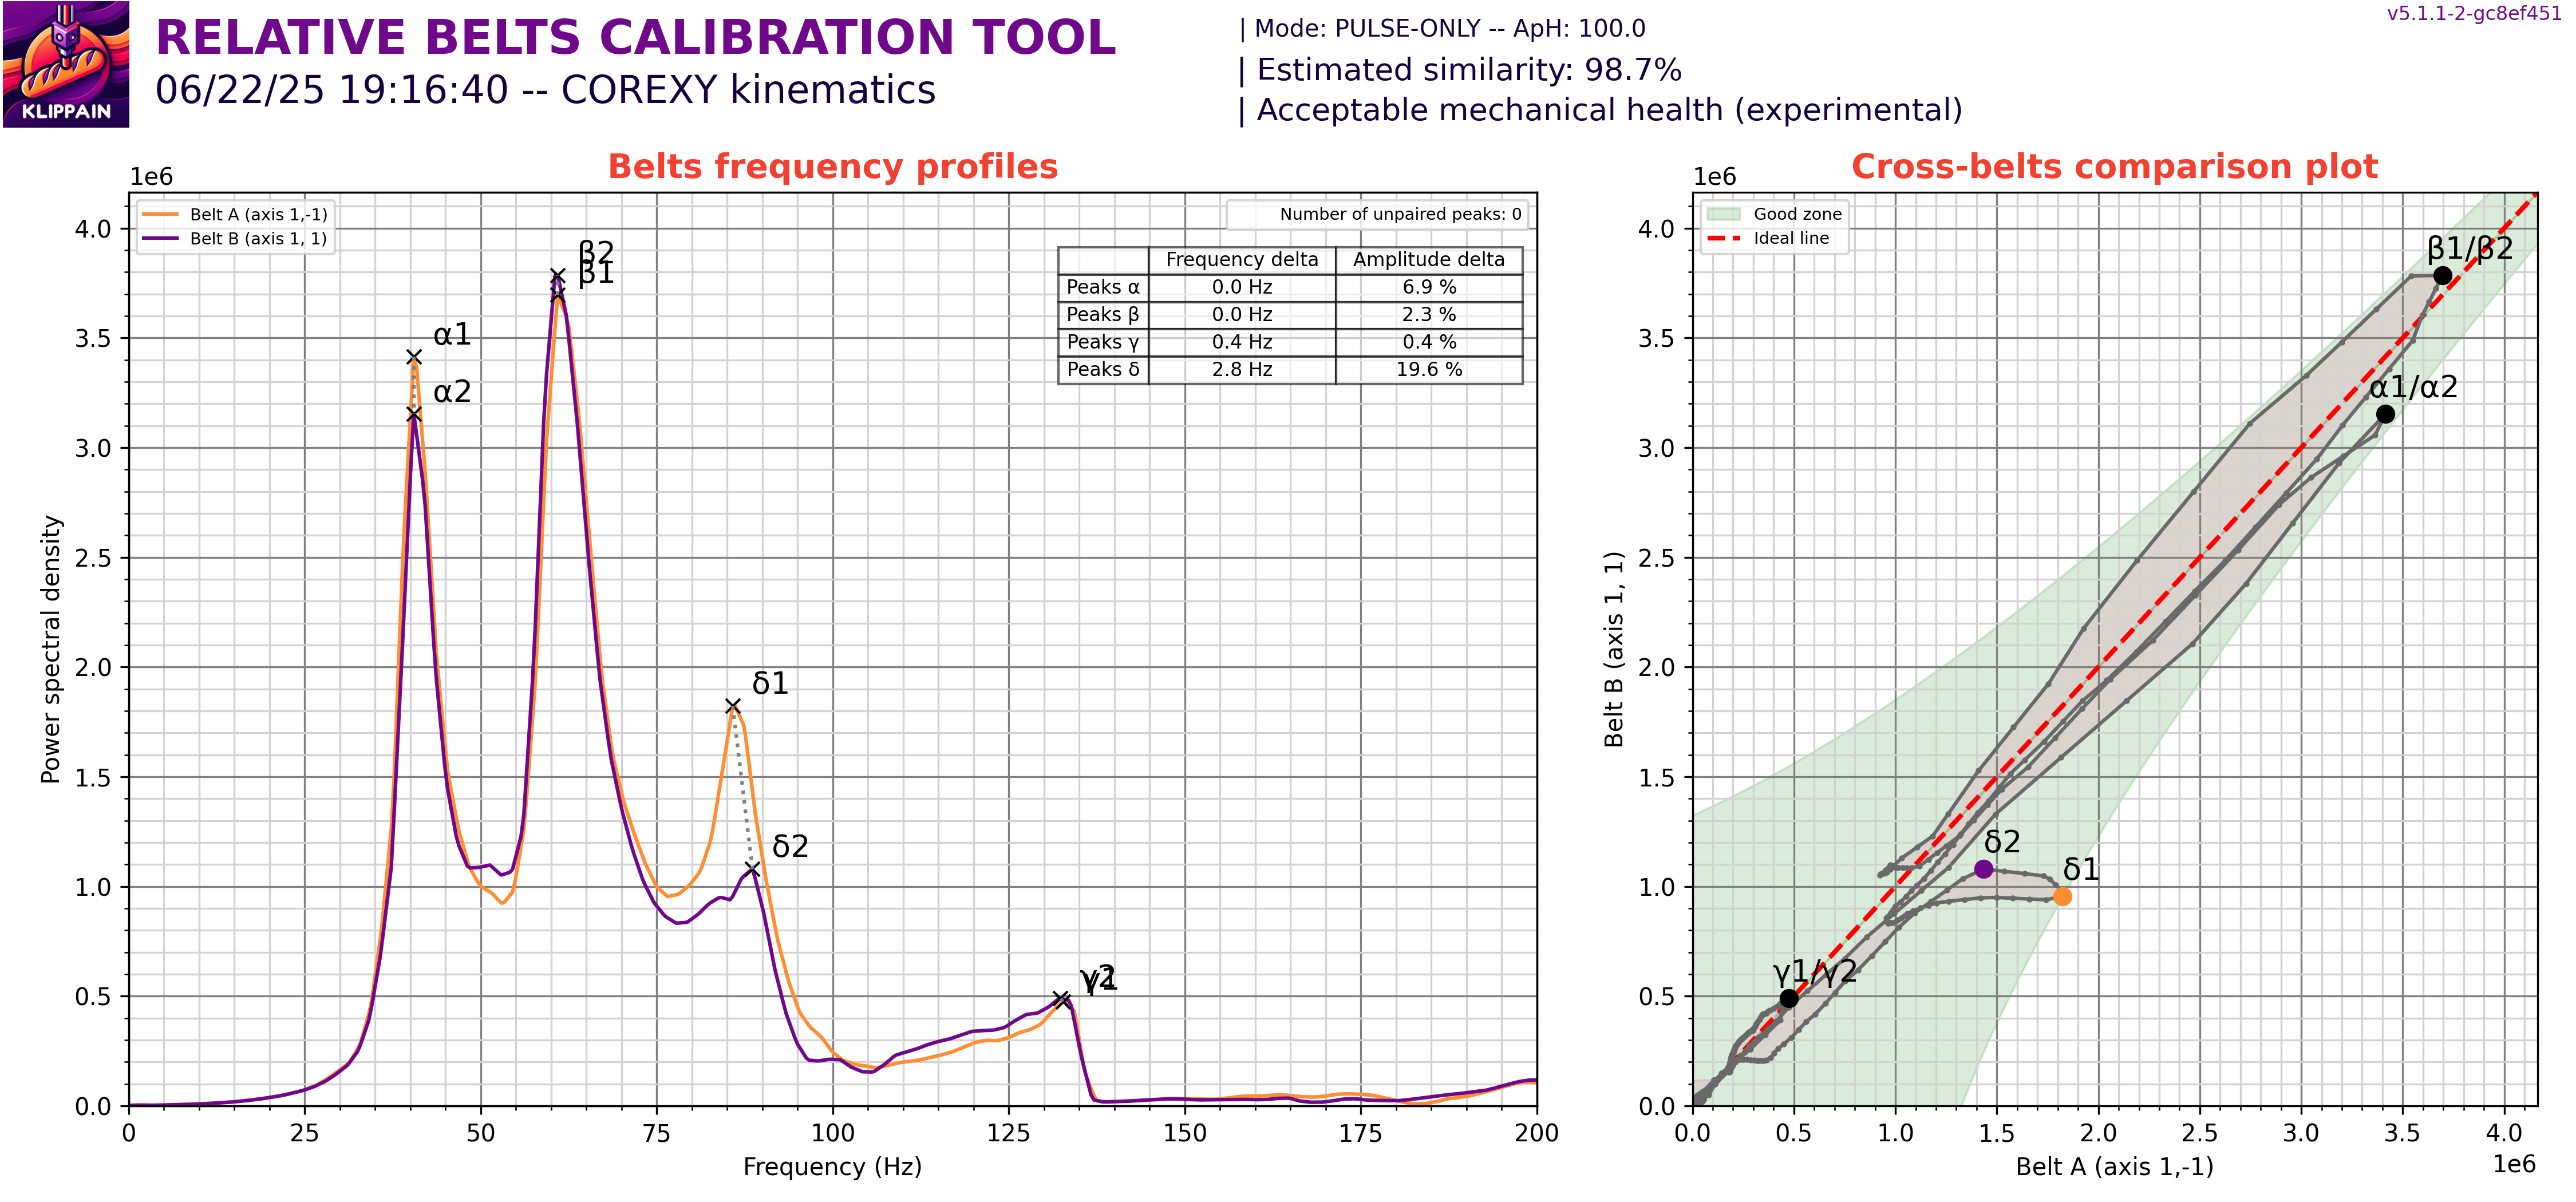 v5.1.1-2-gc8ef451
KLIPPAIN
RELATIVE BELTS CALIBRATION TOOL
06/22/25 19:16:40 -- COREXY kinematics
| Mode: PULSE-ONLY -- ApH: 100.0
| Estimated similarity: 98.7%
| Acceptable mechanical health (experimental)
Belts frequency profiles
1e6
Belt A (axis 1,-1)
Belt B (axis 1, 1)
Number of unpaired peaks: 0
Frequency delta Amplitude delta
Peaks α 0.0 Hz 6.9 %
Peaks β 0.0 Hz 2.3 %
Peaks γ 0.4 Hz 0.4 %
Peaks δ 2.8 Hz 19.6 %
β2
β1
α1
α2
δ1
δ2
γ2
γ1
4.0
3.5
3.0
2.5
2.0
1.5
1.0
0.5
0.0
Power spectral density
0 25 50 75 100 125 150 175 200
Frequency (Hz)
Cross-belts comparison plot
1e6
Good zone
Ideal line
β1/β2
α1/α2
δ2
δ1
γ1/γ2
4.0
3.5
3.0
2.5
2.0
1.5
1.0
0.5
0.0
Belt B (axis 1, 1)
0.0 0.5 1.0 1.5 2.0 2.5 3.0 3.5 4.0
1e6
Belt A (axis 1,-1)